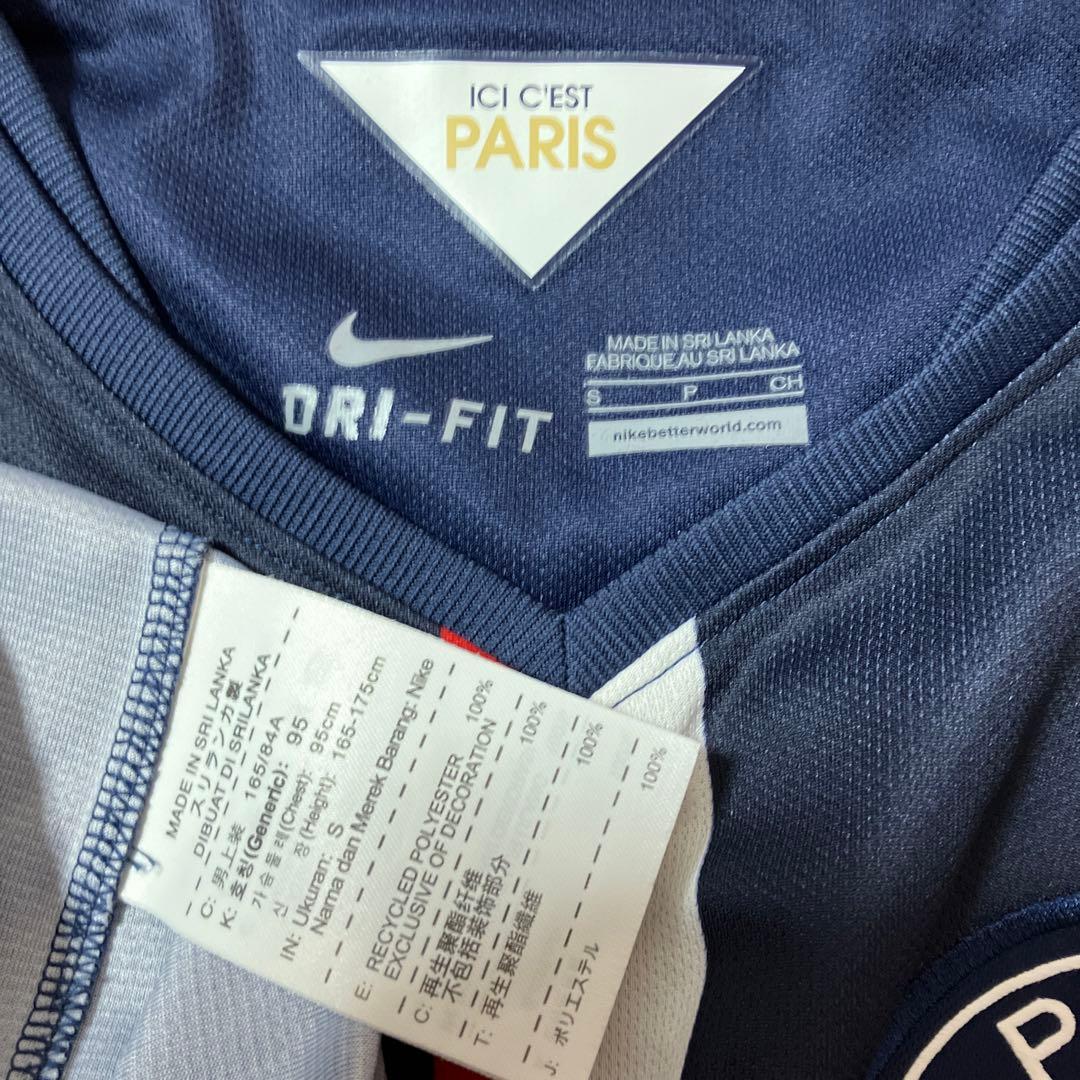 ICI C'EST
PARIS
DRI-FIT
MADE IN SRI LANKA
FABRIQUE AU SRI LANKA
S P CH
nikebetterworld.com
MADE IN SRI LANKA
スリランカ製
DIBUAT DI SRILANKA
C: 男上装 165/84A
K: 호칭(Generic): 95
가슴둘레(Chest): 95cm
신 장(Height): 165-175cm
IN: Ukuran: S
Nama dan Merek Barang: Nike
E: RECYCLED POLYESTER 100%
EXCLUSIVE OF DECORATION
C: 再生聚酯纤维 100%
不包括装饰部分
T: 再生聚酯纖維 100%
J: ポリエステル 100%
P